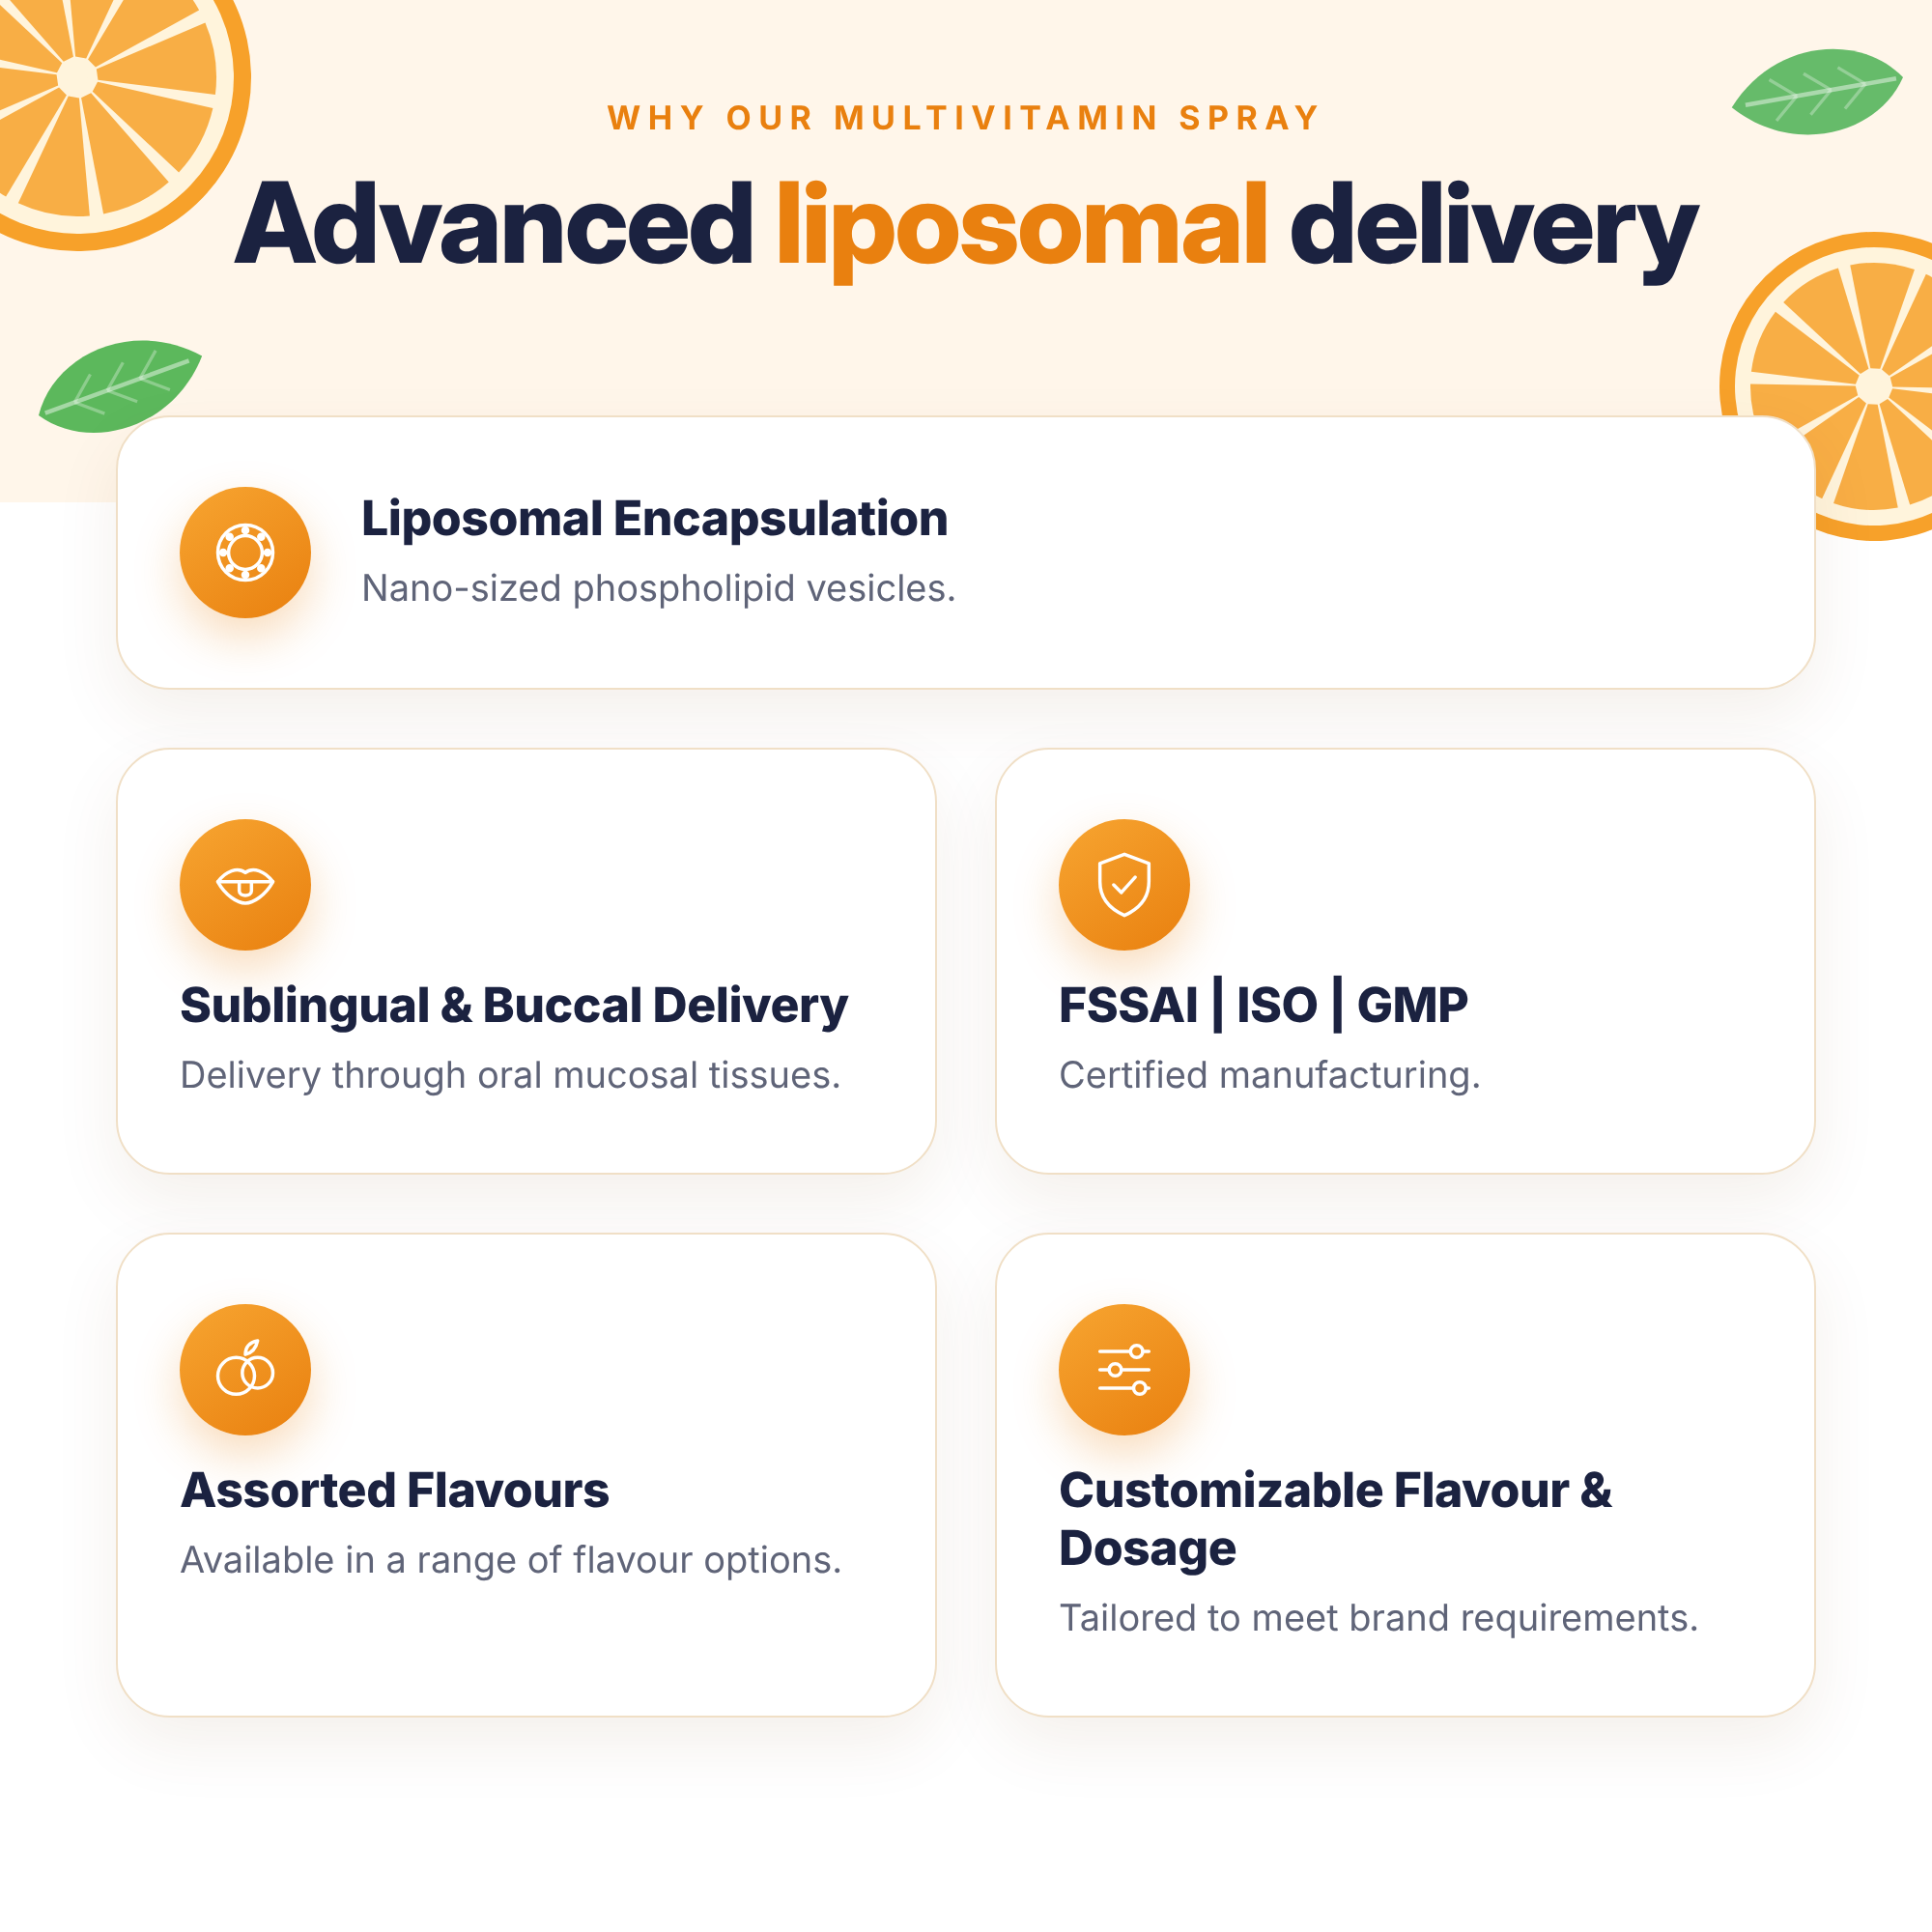 WHY OUR MULTIVITAMIN SPRAY
Advanced liposomal delivery
Liposomal Encapsulation
Nano-sized phospholipid vesicles.
Sublingual & Buccal Delivery
Delivery through oral mucosal tissues.
FSSAI | ISO | GMP
Certified manufacturing.
Assorted Flavours
Available in a range of flavour options.
Customizable Flavour &
Dosage
Tailored to meet brand requirements.